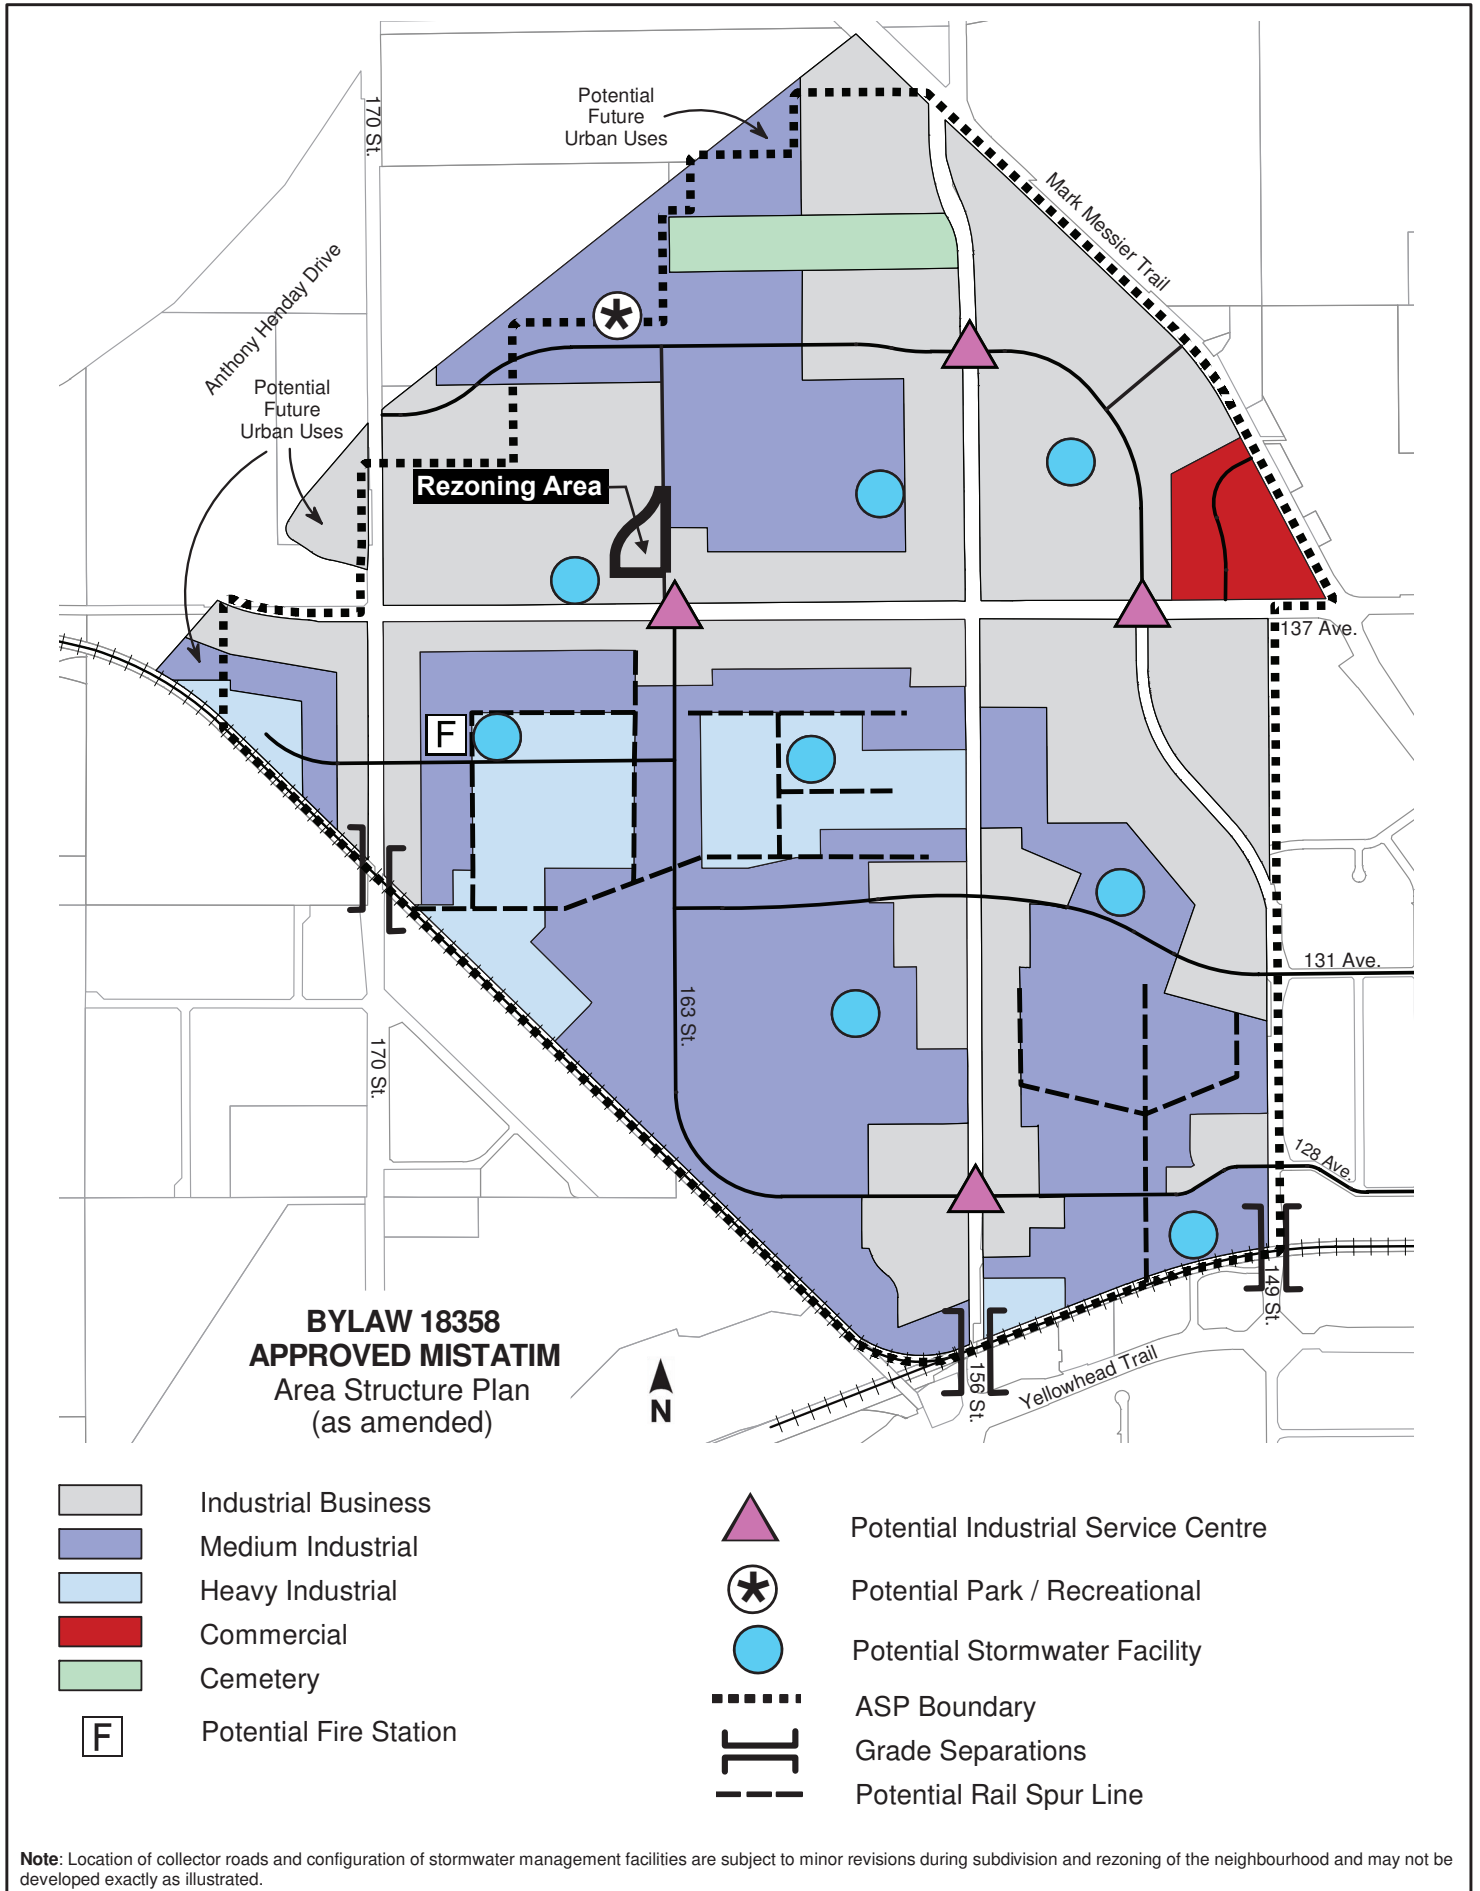 170 St.
Potential
Future
Urban Uses
Mark Messier Trail
Anthony Henday Drive
Potential
Future
Urban Uses
Rezoning Area
137 Ave.
F
131 Ave.
163 St.
170 St.
128 Ave.
149 St.
156 St.
Yellowhead Trail
BYLAW 18358
APPROVED MISTATIM
Area Structure Plan
(as amended)
N
Industrial Business
Medium Industrial
Heavy Industrial
Commercial
Cemetery
F Potential Fire Station
Potential Industrial Service Centre
Potential Park / Recreational
Potential Stormwater Facility
ASP Boundary
Grade Separations
Potential Rail Spur Line
Note: Location of collector roads and configuration of stormwater management facilities are subject to minor revisions during subdivision and rezoning of the neighbourhood and may not be
developed exactly as illustrated.